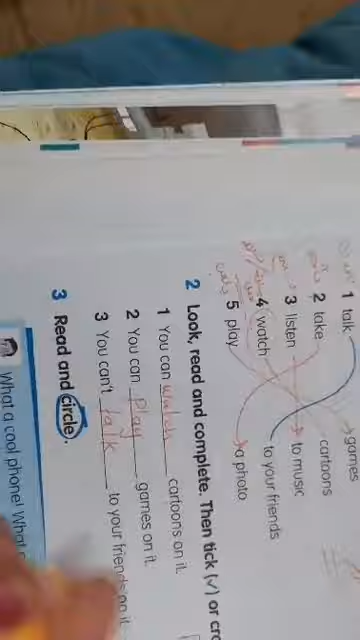 1 talk games
2 take cartoons
3 listen to music
4 watch to your friends
5 play a photo
2 Look, read and complete. Then tick (✓) or cro
1 You can watch cartoons on it.
2 You can play games on it.
3 You can't talk to your friends on it.
3 Read and circle.
What a cool phone! What